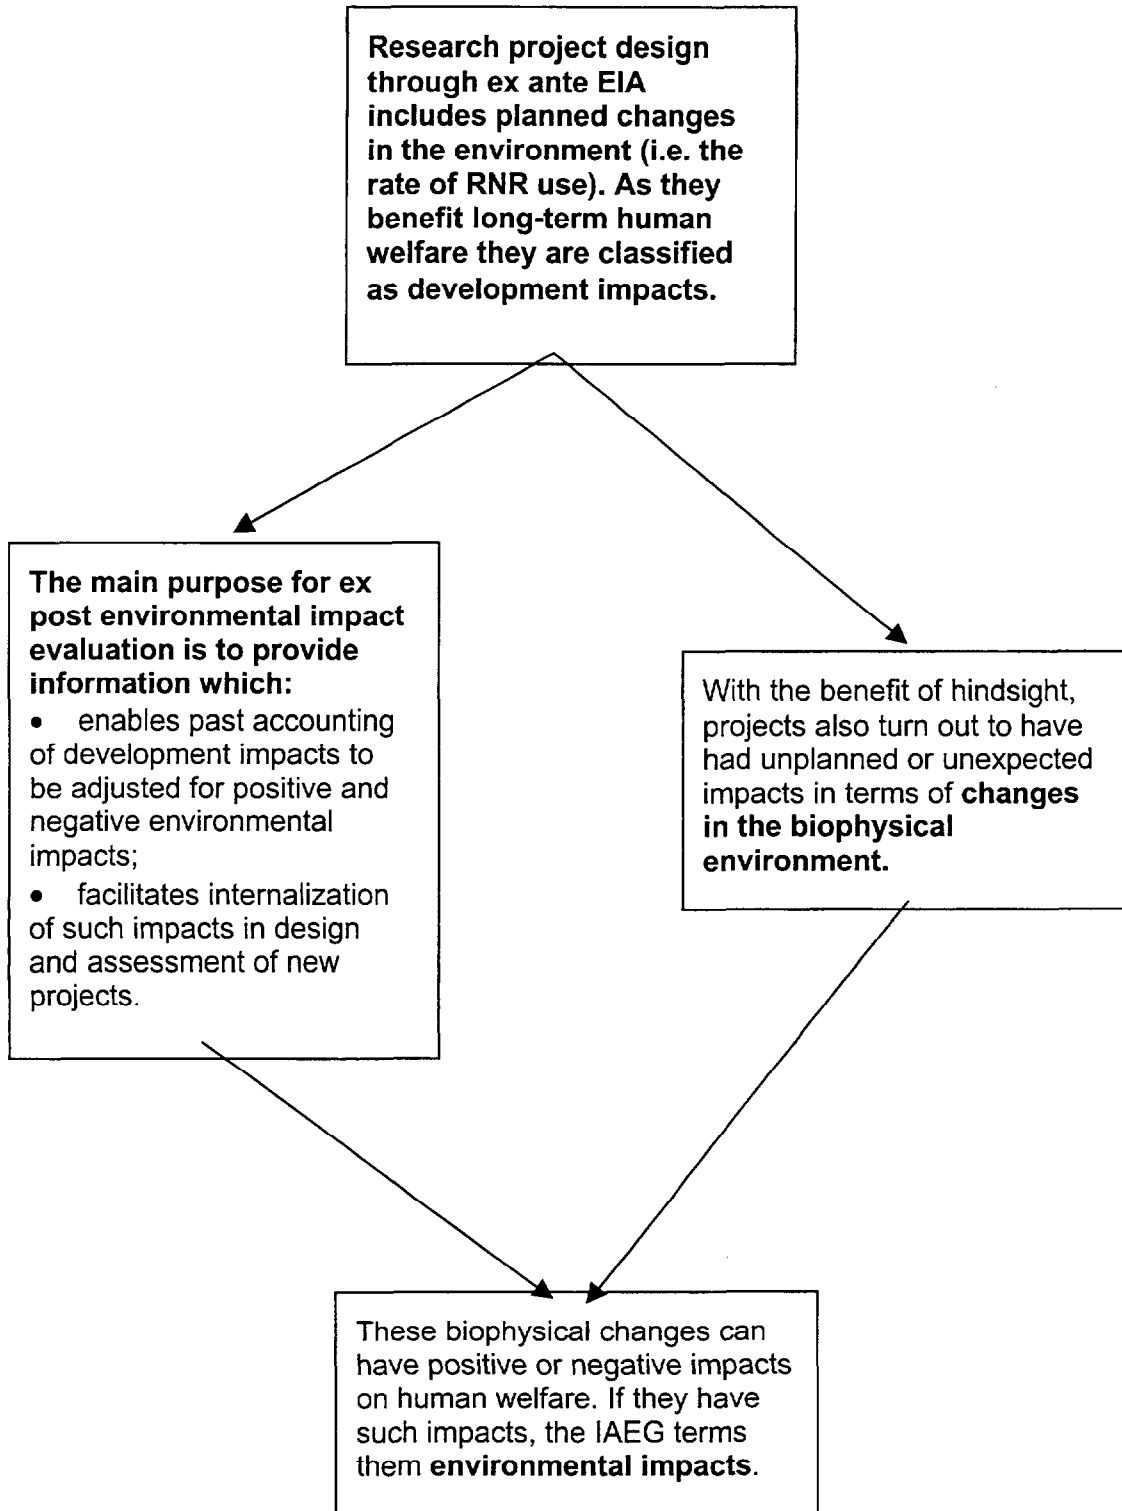 Research project design
through ex ante EIA
includes planned changes
in the environment (i.e. the
rate of RNR use). As they
benefit long-term human
welfare they are classified
as development impacts.
The main purpose for ex
post environmental impact
evaluation is to provide
information which:
• enables past accounting
of development impacts to
be adjusted for positive and
negative environmental
impacts;
• facilitates internalization
of such impacts in design
and assessment of new
projects.
With the benefit of hindsight,
projects also turn out to have
had unplanned or unexpected
impacts in terms of changes
in the biophysical
environment.
These biophysical changes can
have positive or negative impacts
on human welfare. If they have
such impacts, the IAEG terms
them environmental impacts.